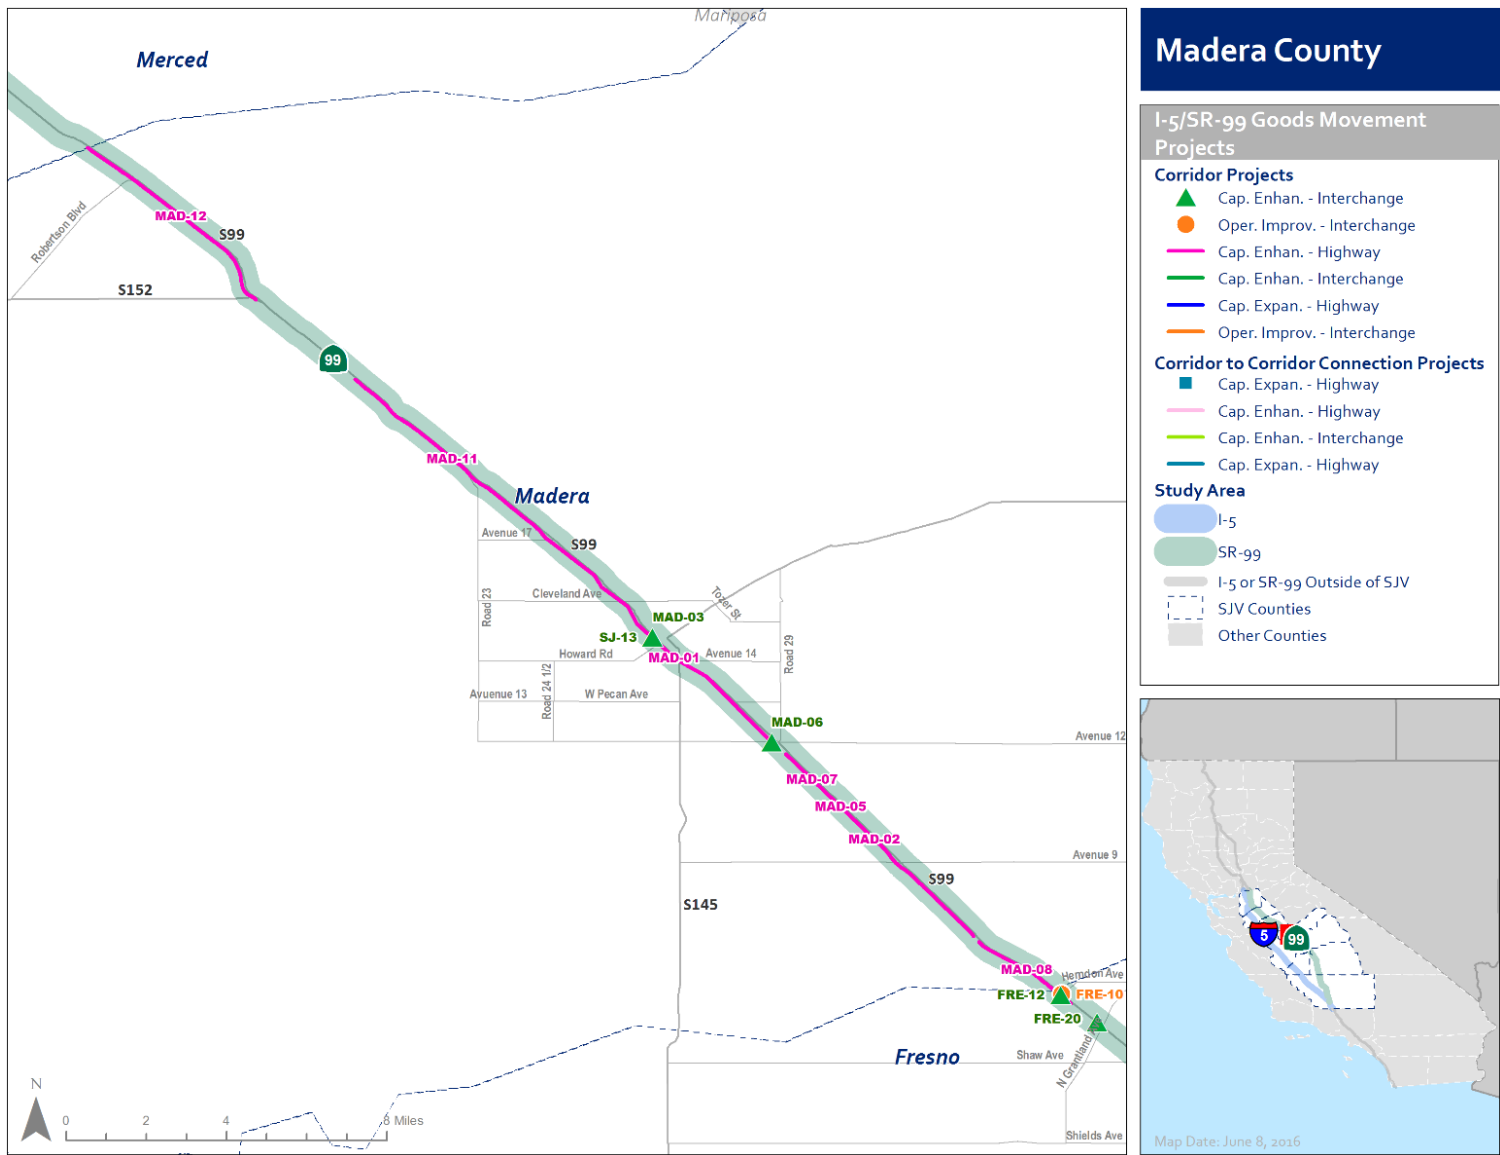 Mariposa
Merced
Robertson Blvd
MAD-12
S99
S152
99
MAD-11
Madera
Avenue 17
S99
Road 23
Cleveland Ave
Tozer St
MAD-03
SJ-13
Howard Rd
MAD-01
Avenue 14
Road 29
Avuenue 13
Road 24 1/2
W Pecan Ave
MAD-06
Avenue 12
MAD-07
MAD-05
MAD-02
Avenue 9
S99
S145
MAD-08
Herndon Ave
FRE-12
FRE-10
FRE-20
Fresno
Shaw Ave
N Grantland
Shields Ave
N
0 2 4 8 Miles
Madera County
I-5/SR-99 Goods Movement
Projects
Corridor Projects
Cap. Enhan. - Interchange
Oper. Improv. - Interchange
Cap. Enhan. - Highway
Cap. Enhan. - Interchange
Cap. Expan. - Highway
Oper. Improv. - Interchange
Corridor to Corridor Connection Projects
Cap. Expan. - Highway
Cap. Enhan. - Highway
Cap. Enhan. - Interchange
Cap. Expan. - Highway
Study Area
I-5
SR-99
I-5 or SR-99 Outside of SJV
SJV Counties
Other Counties
5
99
Map Date: June 8, 2016